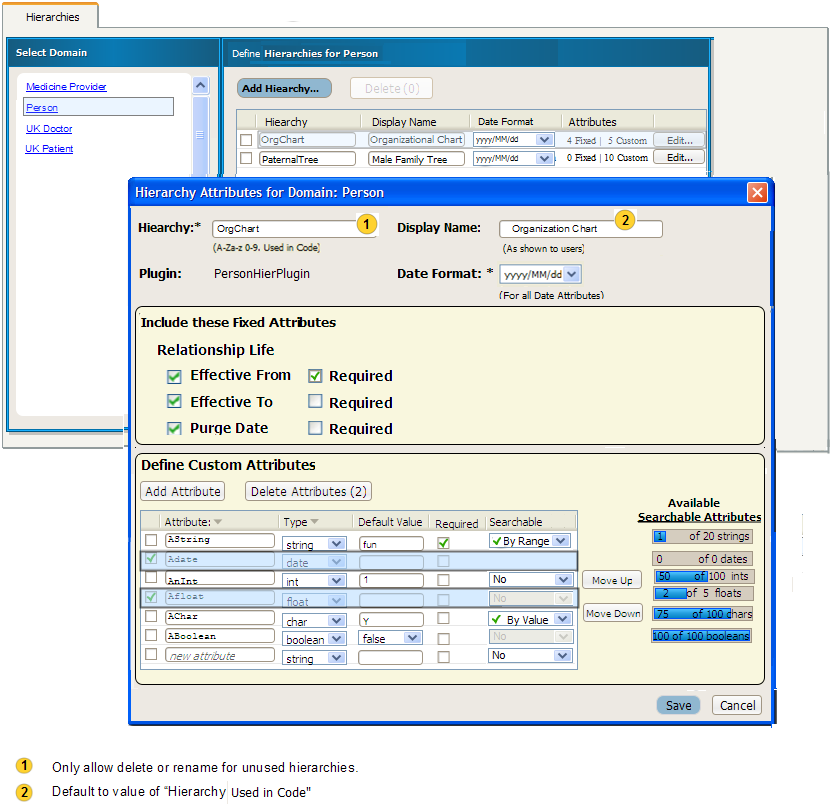 Hierarchies
Select Domain
Medicine Provider
Person
UK Doctor
UK Patient
Define Hierarchies for Person
Add Hiearchy... Delete (0)
Hiearchy Display Name Date Format Attributes
OrgChart Organizational Chart yyyy/MM/dd 4 Fixed | 5 Custom Edit...
PaternalTree Male Family Tree yyyy/MM/dd 0 Fixed | 10 Custom Edit...
Hierarchy Attributes for Domain: Person
Hiearchy:* OrgChart 1 Display Name: Organization Chart 2
(A-Za-z 0-9. Used in Code) (As shown to users)
Plugin: PersonHierPlugin Date Format: * yyyy/MM/dd
(For all Date Attributes)
Include these Fixed Attributes
Relationship Life
Effective From Required
Effective To Required
Purge Date Required
Define Custom Attributes
Add Attribute Delete Attributes (2)
Attribute: Type Default Value Required Searchable
AString string fun By Range
Adate date
AnInt int 1 No
Afloat float No
AChar char Y By Value
ABoolean boolean false No
new attribute string No
Move Up
Move Down
Available
Searchable Attributes
1 of 20 strings
0 of 0 dates
50 of 100 ints
2 of 5 floats
75 of 100 chars
100 of 100 booleans
Save Cancel
1 Only allow delete or rename for unused hierarchies.
2 Default to value of “Hierarchy Used in Code"